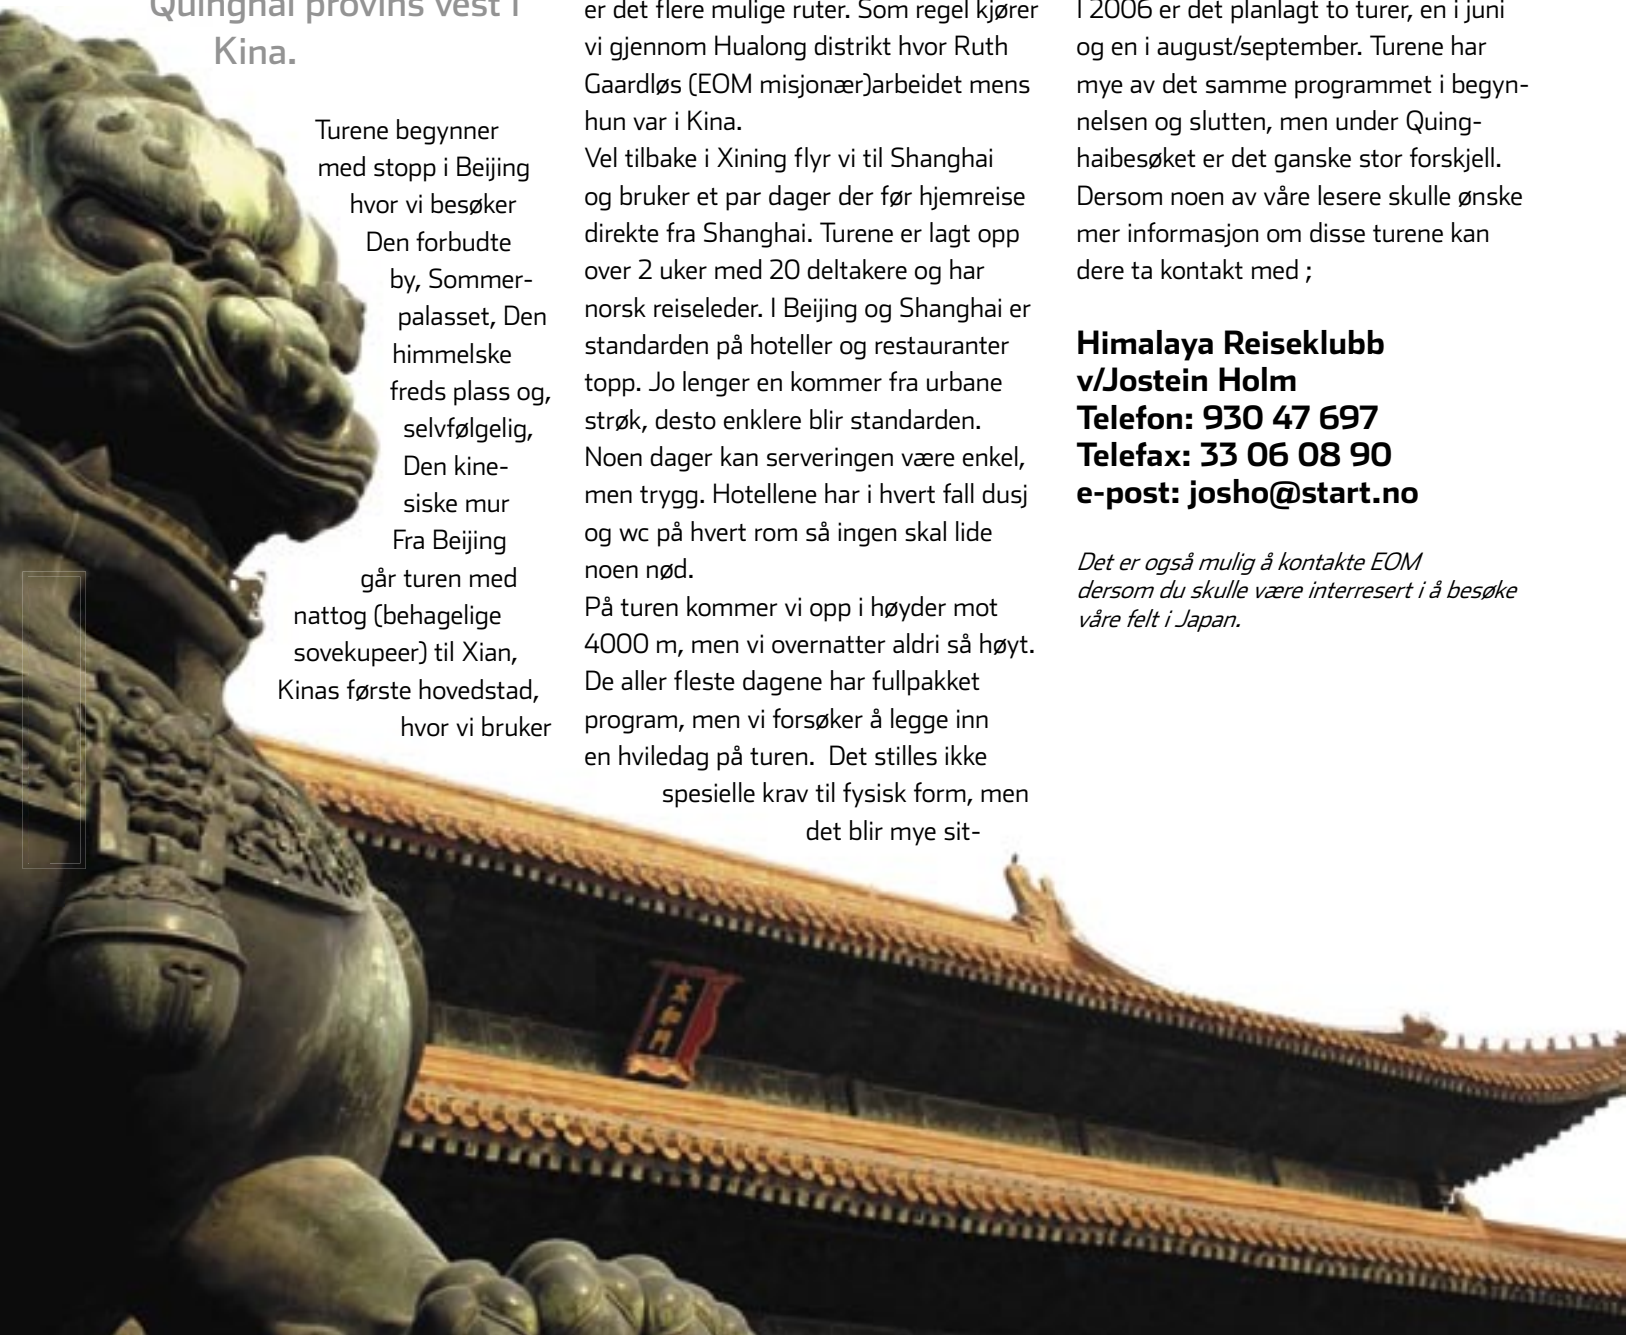 Quinghai provins vest i
Kina.
Turene begynner
med stopp i Beijing
hvor vi besøker
Den forbudte
by, Sommer-
palasset, Den
himmelske
freds plass og,
selvfølgelig,
Den kine-
siske mur
Fra Beijing
går turen med
nattog (behagelige
sovekupeer) til Xian,
Kinas første hovedstad,
hvor vi bruker
er det flere mulige ruter. Som regel kjører
vi gjennom Hualong distrikt hvor Ruth
Gaardløs (EOM misjonær)arbeidet mens
hun var i Kina.
Vel tilbake i Xining flyr vi til Shanghai
og bruker et par dager der før hjemreise
direkte fra Shanghai. Turene er lagt opp
over 2 uker med 20 deltakere og har
norsk reiseleder. I Beijing og Shanghai er
standarden på hoteller og restauranter
topp. Jo lenger en kommer fra urbane
strøk, desto enklere blir standarden.
Noen dager kan serveringen være enkel,
men trygg. Hotellene har i hvert fall dusj
og wc på hvert rom så ingen skal lide
noen nød.
På turen kommer vi opp i høyder mot
4000 m, men vi overnatter aldri så høyt.
De aller fleste dagene har fullpakket
program, men vi forsøker å legge inn
en hviledag på turen.  Det stilles ikke
spesielle krav til fysisk form, men
det blir mye sit-
I 2006 er det planlagt to turer, en i juni
og en i august/september. Turene har
mye av det samme programmet i begyn-
nelsen og slutten, men under Quing-
haibesøket er det ganske stor forskjell.
Dersom noen av våre lesere skulle ønske
mer informasjon om disse turene kan
dere ta kontakt med ;
Himalaya Reiseklubb
v/Jostein Holm
Telefon: 930 47 697
Telefax: 33 06 08 90
e-post: josho@start.no
Det er også mulig å kontakte EOM
dersom du skulle være interresert i å besøke
våre felt i Japan.
太和門